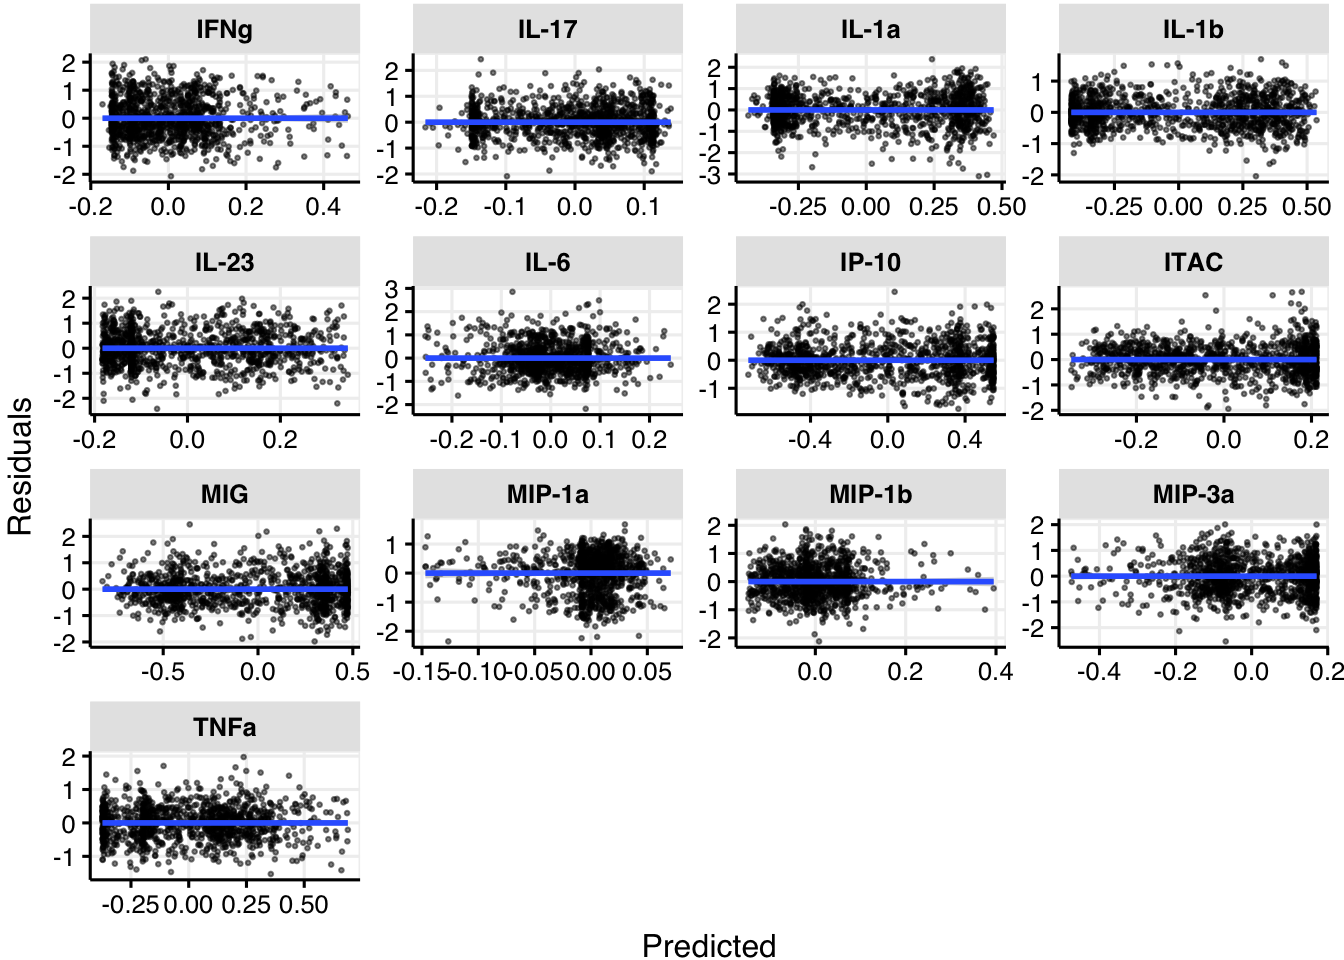 IFNg IL-17 IL-1a IL-1b
2 1 0 -1 -2
2 1 0 -1 -2
2 1 0 -1 -2 -3
1 0 -1 -2
-0.2 0.0 0.2 0.4
-0.2 -0.1 0.0 0.1
-0.25 0.00 0.25 0.50
-0.25 0.00 0.25 0.50
IL-23 IL-6 IP-10 ITAC
2 1 0 -1 -2
3 2 1 0 -1 -2
2 1 0 -1
2 1 0 -1 -2
-0.2 0.0 0.2
-0.2 -0.1 0.0 0.1 0.2
-0.4 0.0 0.4
-0.2 0.0 0.2
Residuals
MIG MIP-1a MIP-1b MIP-3a
2 1 0 -1 -2
1 0 -1 -2
2 1 0 -1 -2
2 1 0 -1 -2
-0.5 0.0 0.5
-0.15 -0.10 -0.05 0.00 0.05
0.0 0.2 0.4
-0.4 -0.2 0.0 0.2
TNFa
2 1 0 -1
-0.25 0.00 0.25 0.50
Predicted